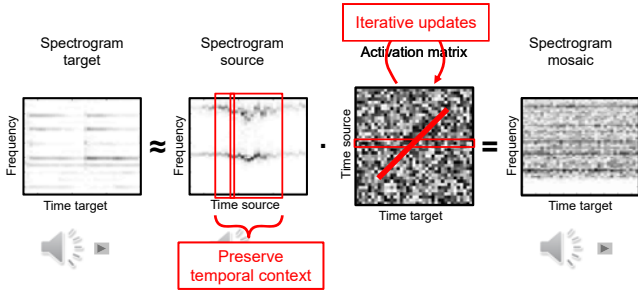 Iterative updates
Spectrogram
target
Spectrogram
source
Activation matrix
Spectrogram
mosaic
Frequency
≈
·
Time source
=
Frequency
Time target
Time source
Time target
Time target
Preserve
temporal context